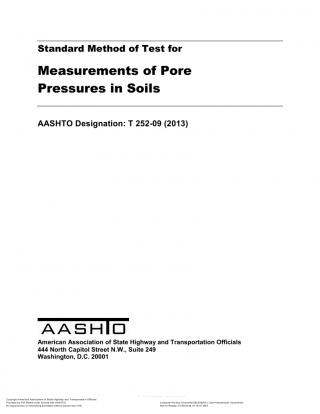 Standard Method of Test for
Measurements of Pore
Pressures in Soils
AASHTO Designation: T 252-09 (2013)
AASHTO
American Association of State Highway and Transportation Officials
444 North Capitol Street N.W., Suite 249
Washington, D.C. 20001